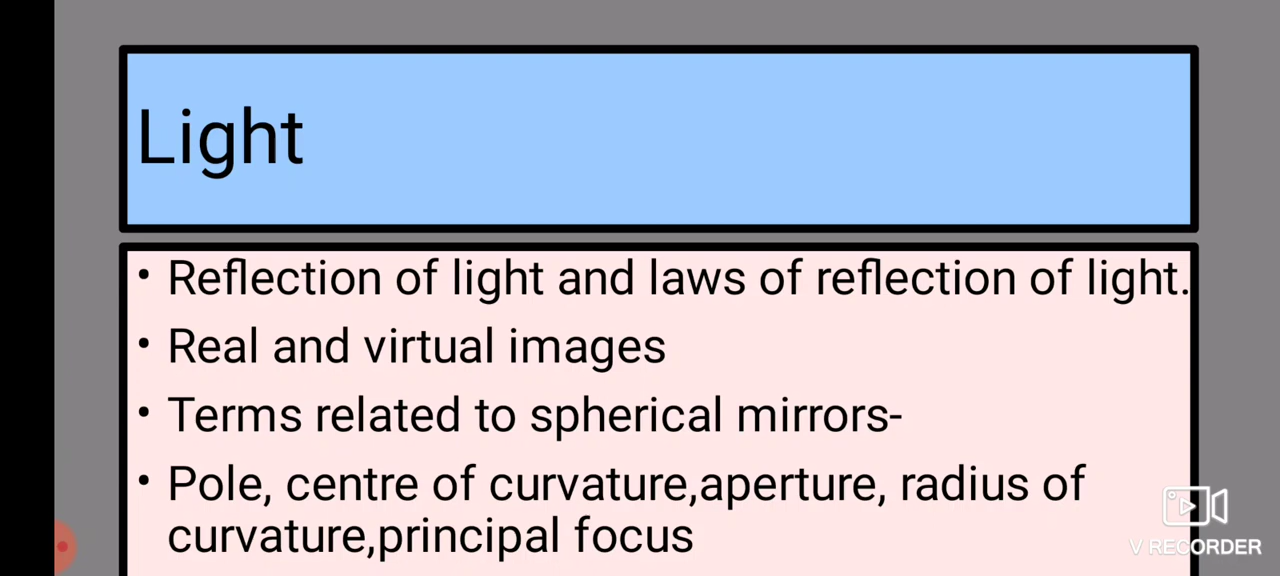 Light
• Reflection of light and laws of reflection of light.
• Real and virtual images
• Terms related to spherical mirrors-
• Pole, centre of curvature,aperture, radius of
curvature,principal focus
V RECORDER